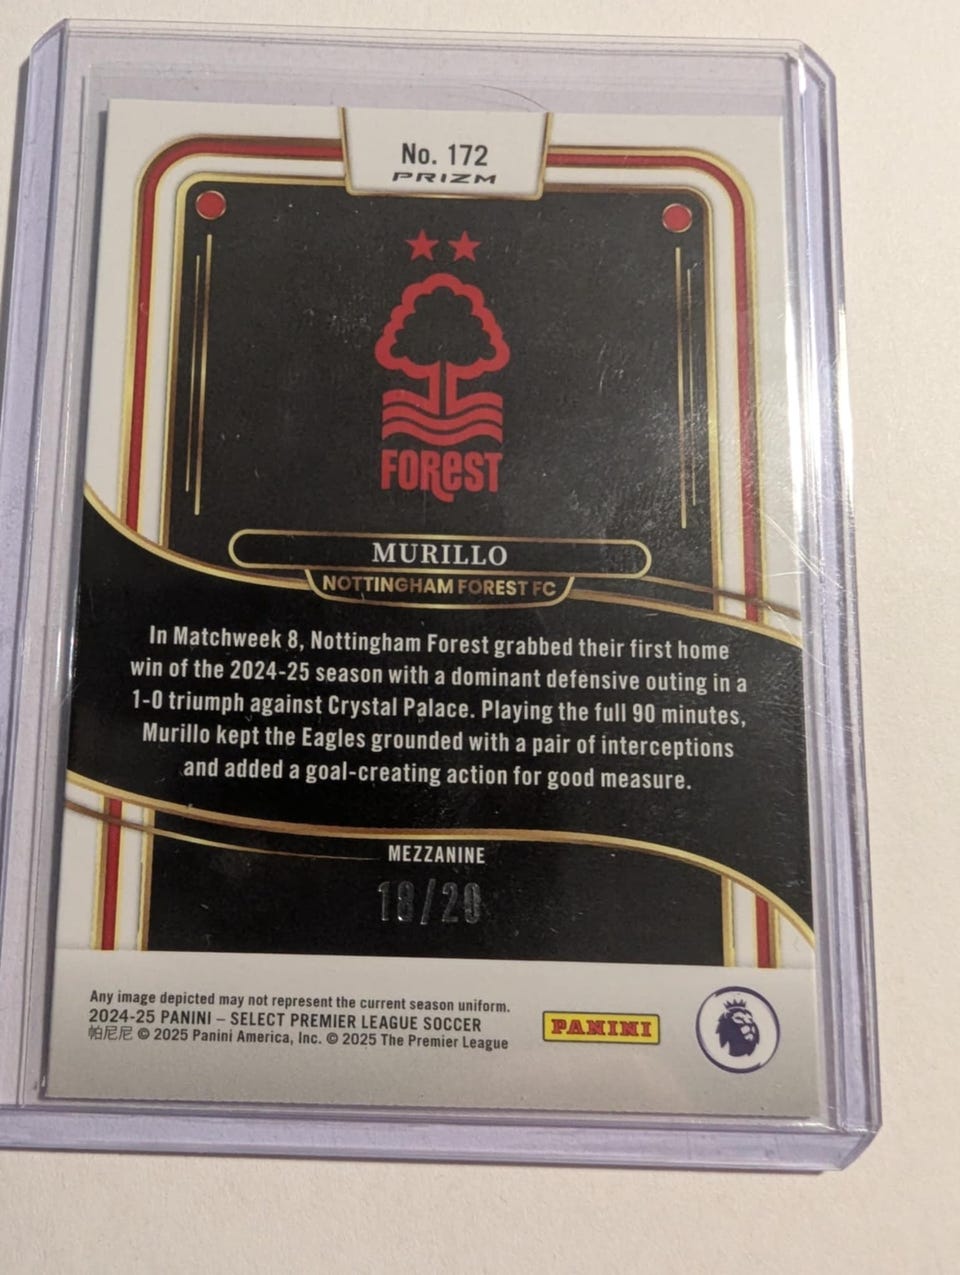 No. 172
PRIZM
FOREST
MURILLO
NOTTINGHAM FOREST FC
In Matchweek 8, Nottingham Forest grabbed their first home
win of the 2024-25 season with a dominant defensive outing in a
1-0 triumph against Crystal Palace. Playing the full 90 minutes,
Murillo kept the Eagles grounded with a pair of interceptions
and added a goal-creating action for good measure.
MEZZANINE
18/20
Any image depicted may not represent the current season uniform.
2024-25 PANINI – SELECT PREMIER LEAGUE SOCCER
帕尼尼 © 2025 Panini America, Inc. © 2025 The Premier League
PANINI